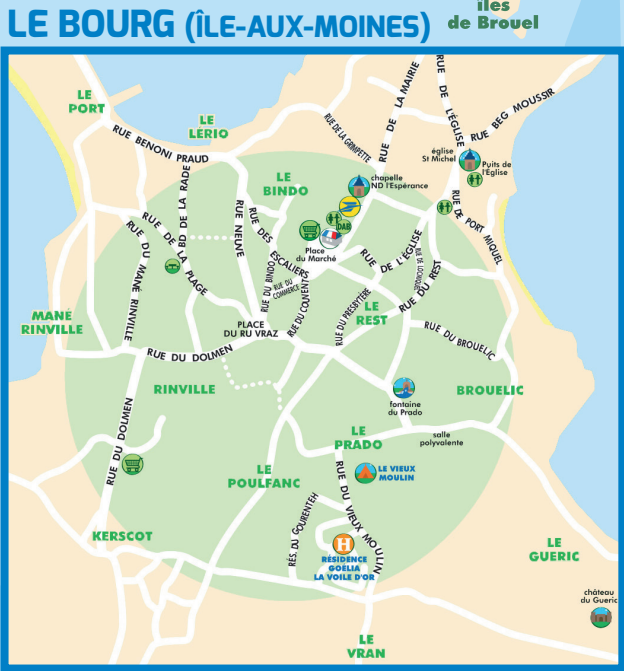 LE BOURG (ÎLE-AUX-MOINES)
îles
de Brouel
LE
PORT
LE
LÉRIO
RUE BENONI PRAUD
RUE DE LA GRIMPETTE
RUE DE LA MAIRIE
RUE DE L'ÉGLISE
RUE BEG MOUSSIR
église
St Michel
Puits de
l'Église
LE
BINDO
chapelle
ND l'Espérance
BD DE LA RADE
RUE DE LA PLAGE
RUE DU MANÉ RINVILLE
RUE NEUVE
RUE DES ESCALIERS
DAB
Place
du Marché
RUE DE L'ÉGLISE
RUE DE PORT MIQUEL
RUE DU REST
RUE DU BINDO
RUE DU
COMMERCE
RUE DU COUVENT
RUE DU PRESBYTÈRE
LE
REST
MANÉ
RINVILLE
PLACE
DU RU VRAZ
RUE DU DOLMEN
RUE DU BROUELIC
RINVILLE
BROUELIC
fontaine
du Prado
RUE DU DOLMEN
LE
PRADO
salle
polyvalente
LE
POULFANC
LE VIEUX
MOULIN
RUE DU VIEUX MOULIN
RES. DU GOURENTEH
KERSCOT
H
RÉSIDENCE
GOÉLIA
LA VOILE D'OR
LE
GUERIC
château
du Gueric
LE
VRAN